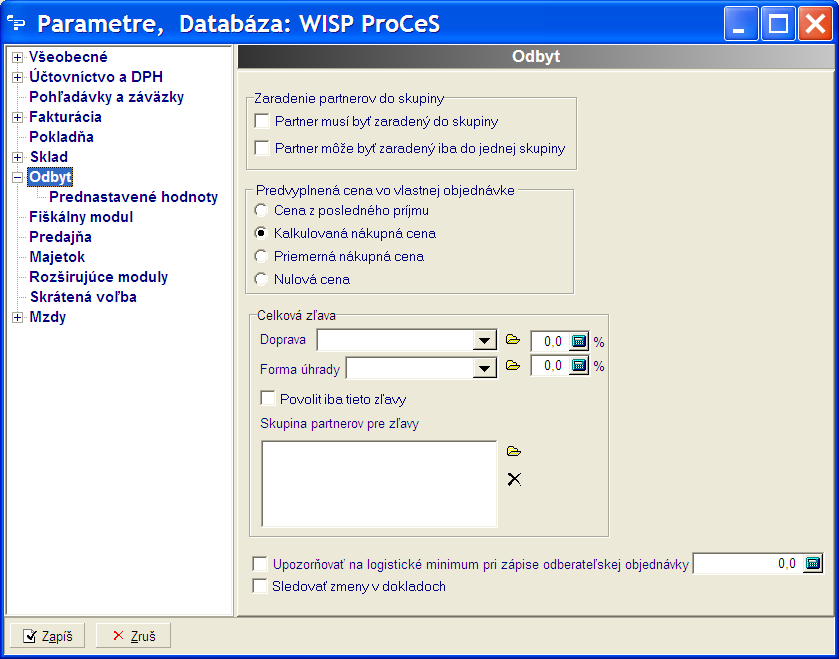 Parametre, Databáza: WISP ProCeS
Všeobecné
Účtovníctvo a DPH
Pohľadávky a záväzky
Fakturácia
Pokladňa
Sklad
Odbyt
Prednastavené hodnoty
Fiškálny modul
Predajňa
Majetok
Rozširujúce moduly
Skrátená voľba
Mzdy
Odbyt
Zaradenie partnerov do skupiny
Partner musí byť zaradený do skupiny
Partner môže byť zaradený iba do jednej skupiny
Predvyplnená cena vo vlastnej objednávke
Cena z posledného príjmu
Kalkulovaná nákupná cena
Priemerná nákupná cena
Nulová cena
Celková zľava
Doprava 0,0 %
Forma úhrady 0,0 %
Povolit iba tieto zľavy
Skupina partnerov pre zľavy
Upozorňovať na logistické minimum pri zápise odberateľskej objednávky 0,0
Sledovať zmeny v dokladoch
Zapíš Zruš